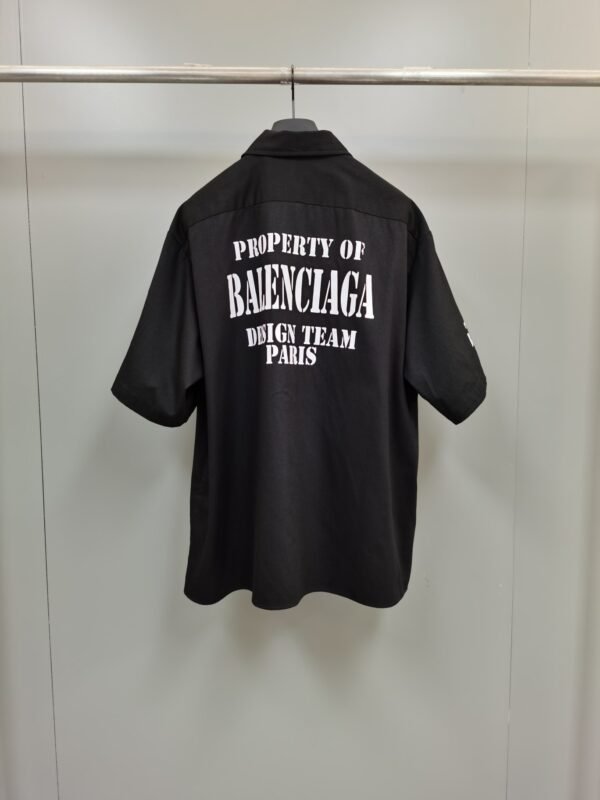 PROPERTY OF
BALENCIAGA
DESIGN TEAM
PARIS